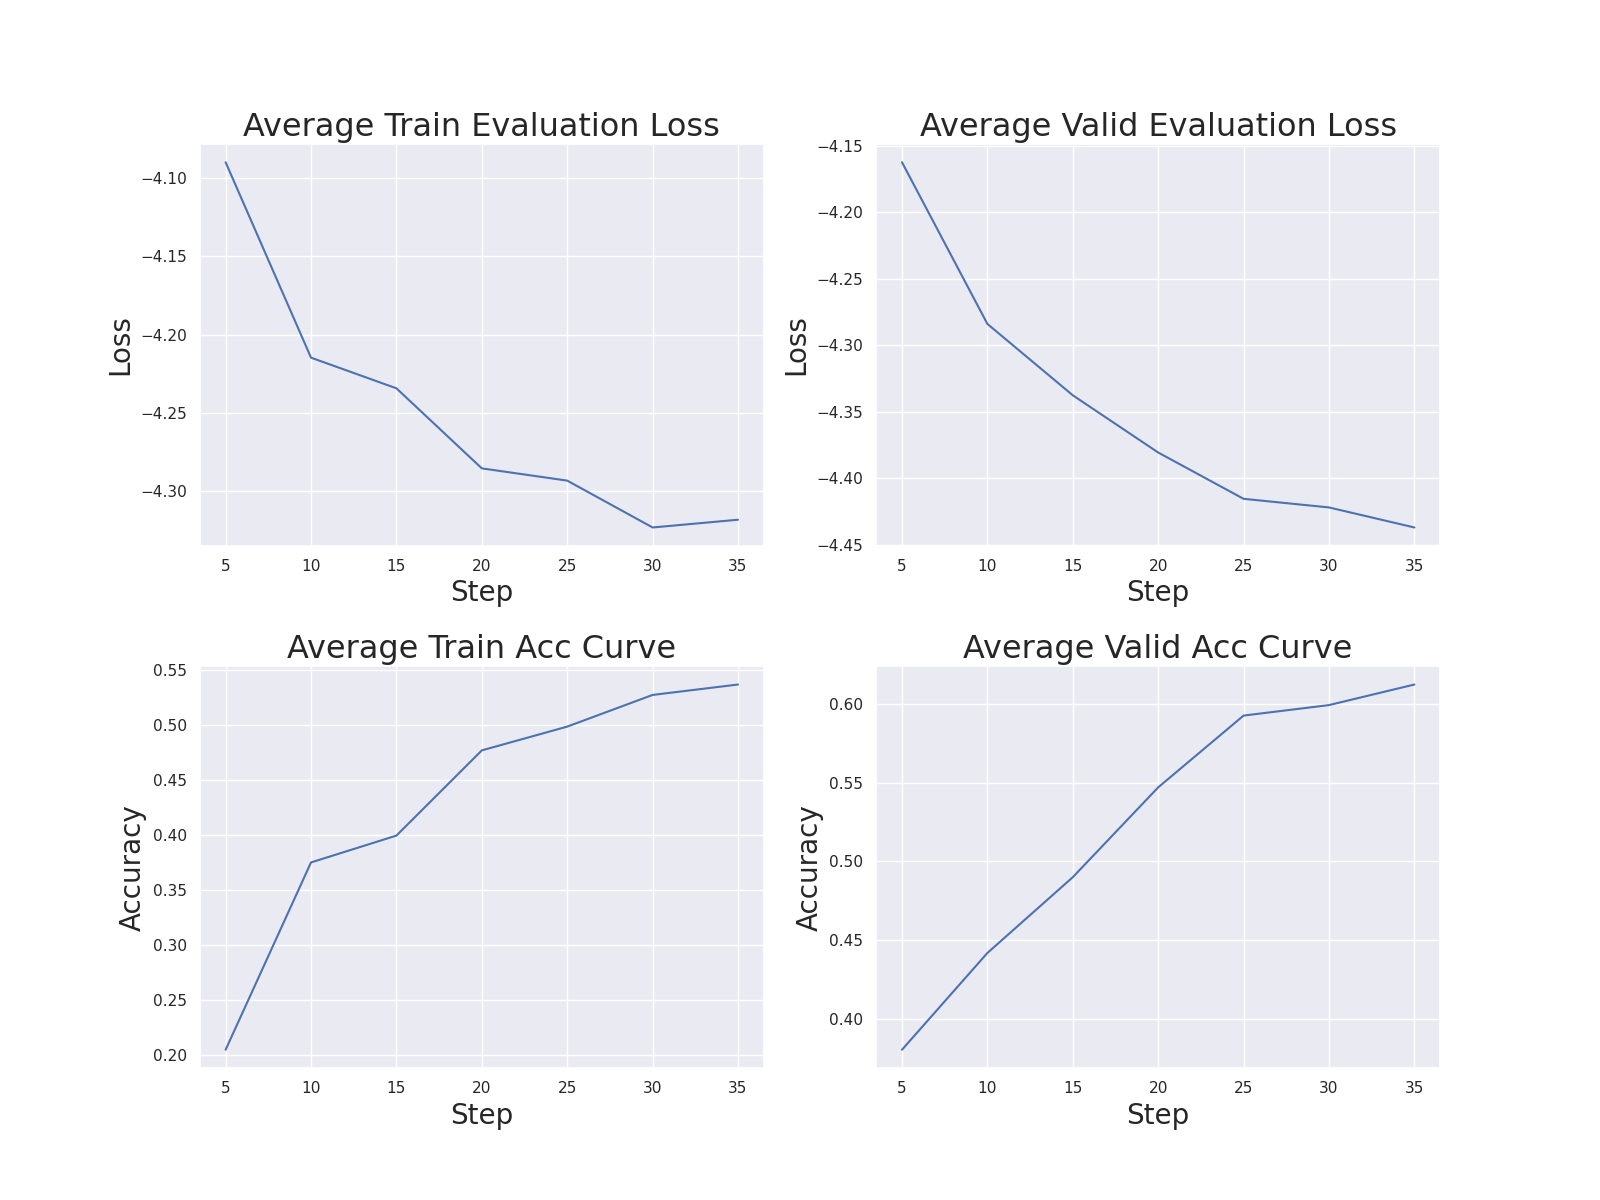 Average Train Evaluation Loss
−4.10
−4.15
−4.20
−4.25
−4.30
Loss
5 10 15 20 25 30 35
Step
Average Valid Evaluation Loss
−4.15
−4.20
−4.25
−4.30
−4.35
−4.40
−4.45
Loss
5 10 15 20 25 30 35
Step
Average Train Acc Curve
0.55
0.50
0.45
0.40
0.35
0.30
0.25
0.20
Accuracy
5 10 15 20 25 30 35
Step
Average Valid Acc Curve
0.60
0.55
0.50
0.45
0.40
Accuracy
5 10 15 20 25 30 35
Step